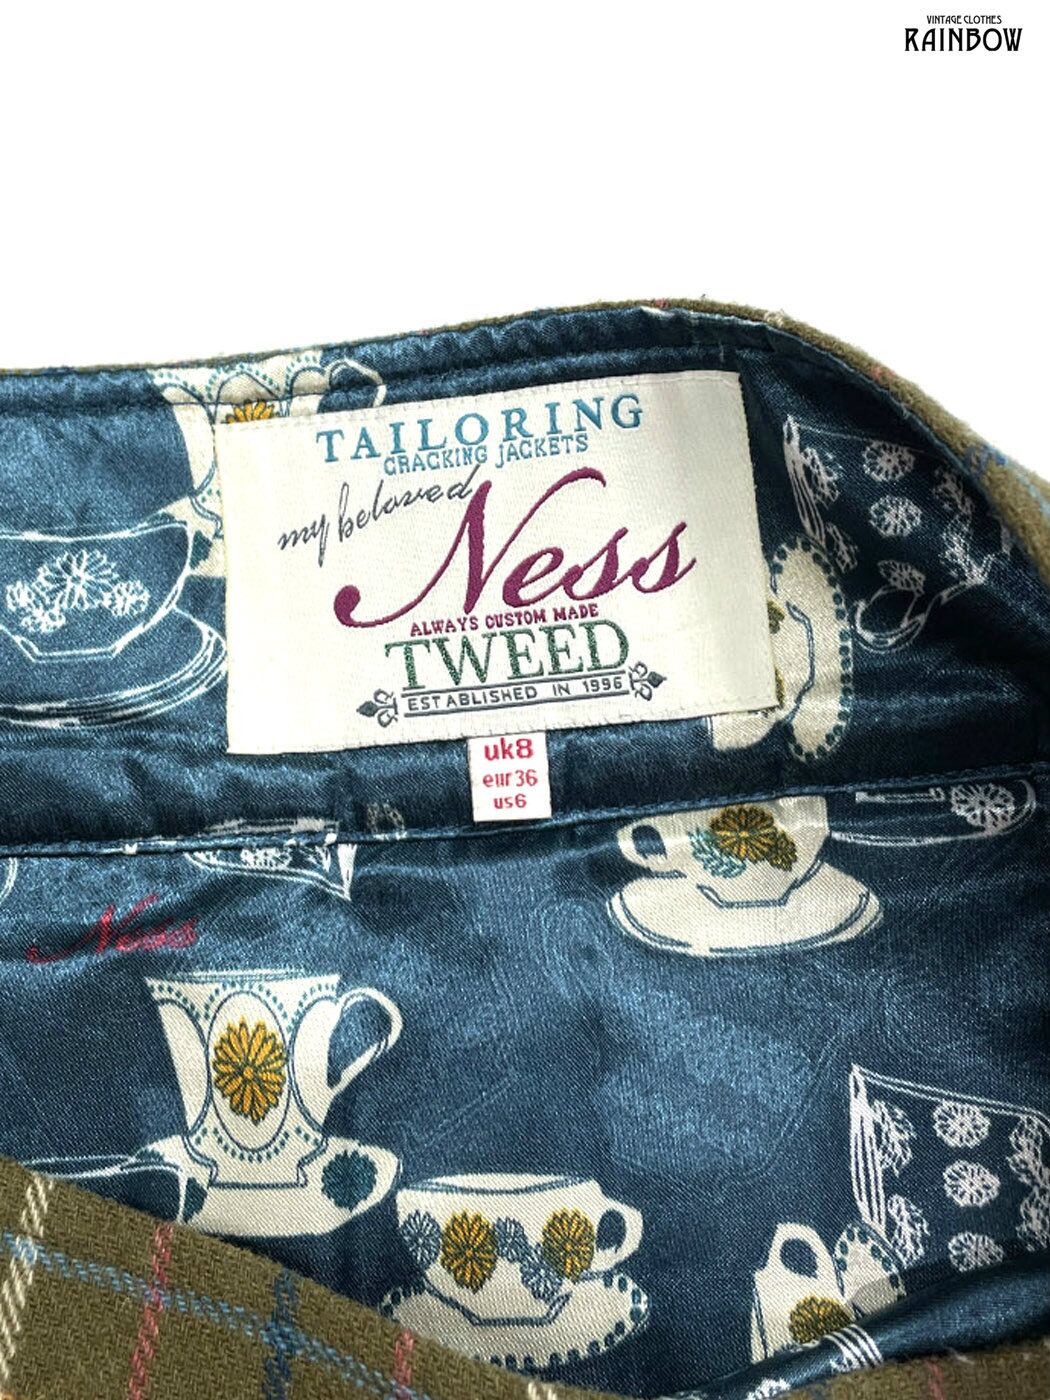 VINTAGE CLOTHES
RAINBOW
TAILORING
CRACKING JACKETS
my beloved
Ness
ALWAYS CUSTOM MADE
TWEED
ESTABLISHED IN 1996
uk8
eur36
us6
Ness